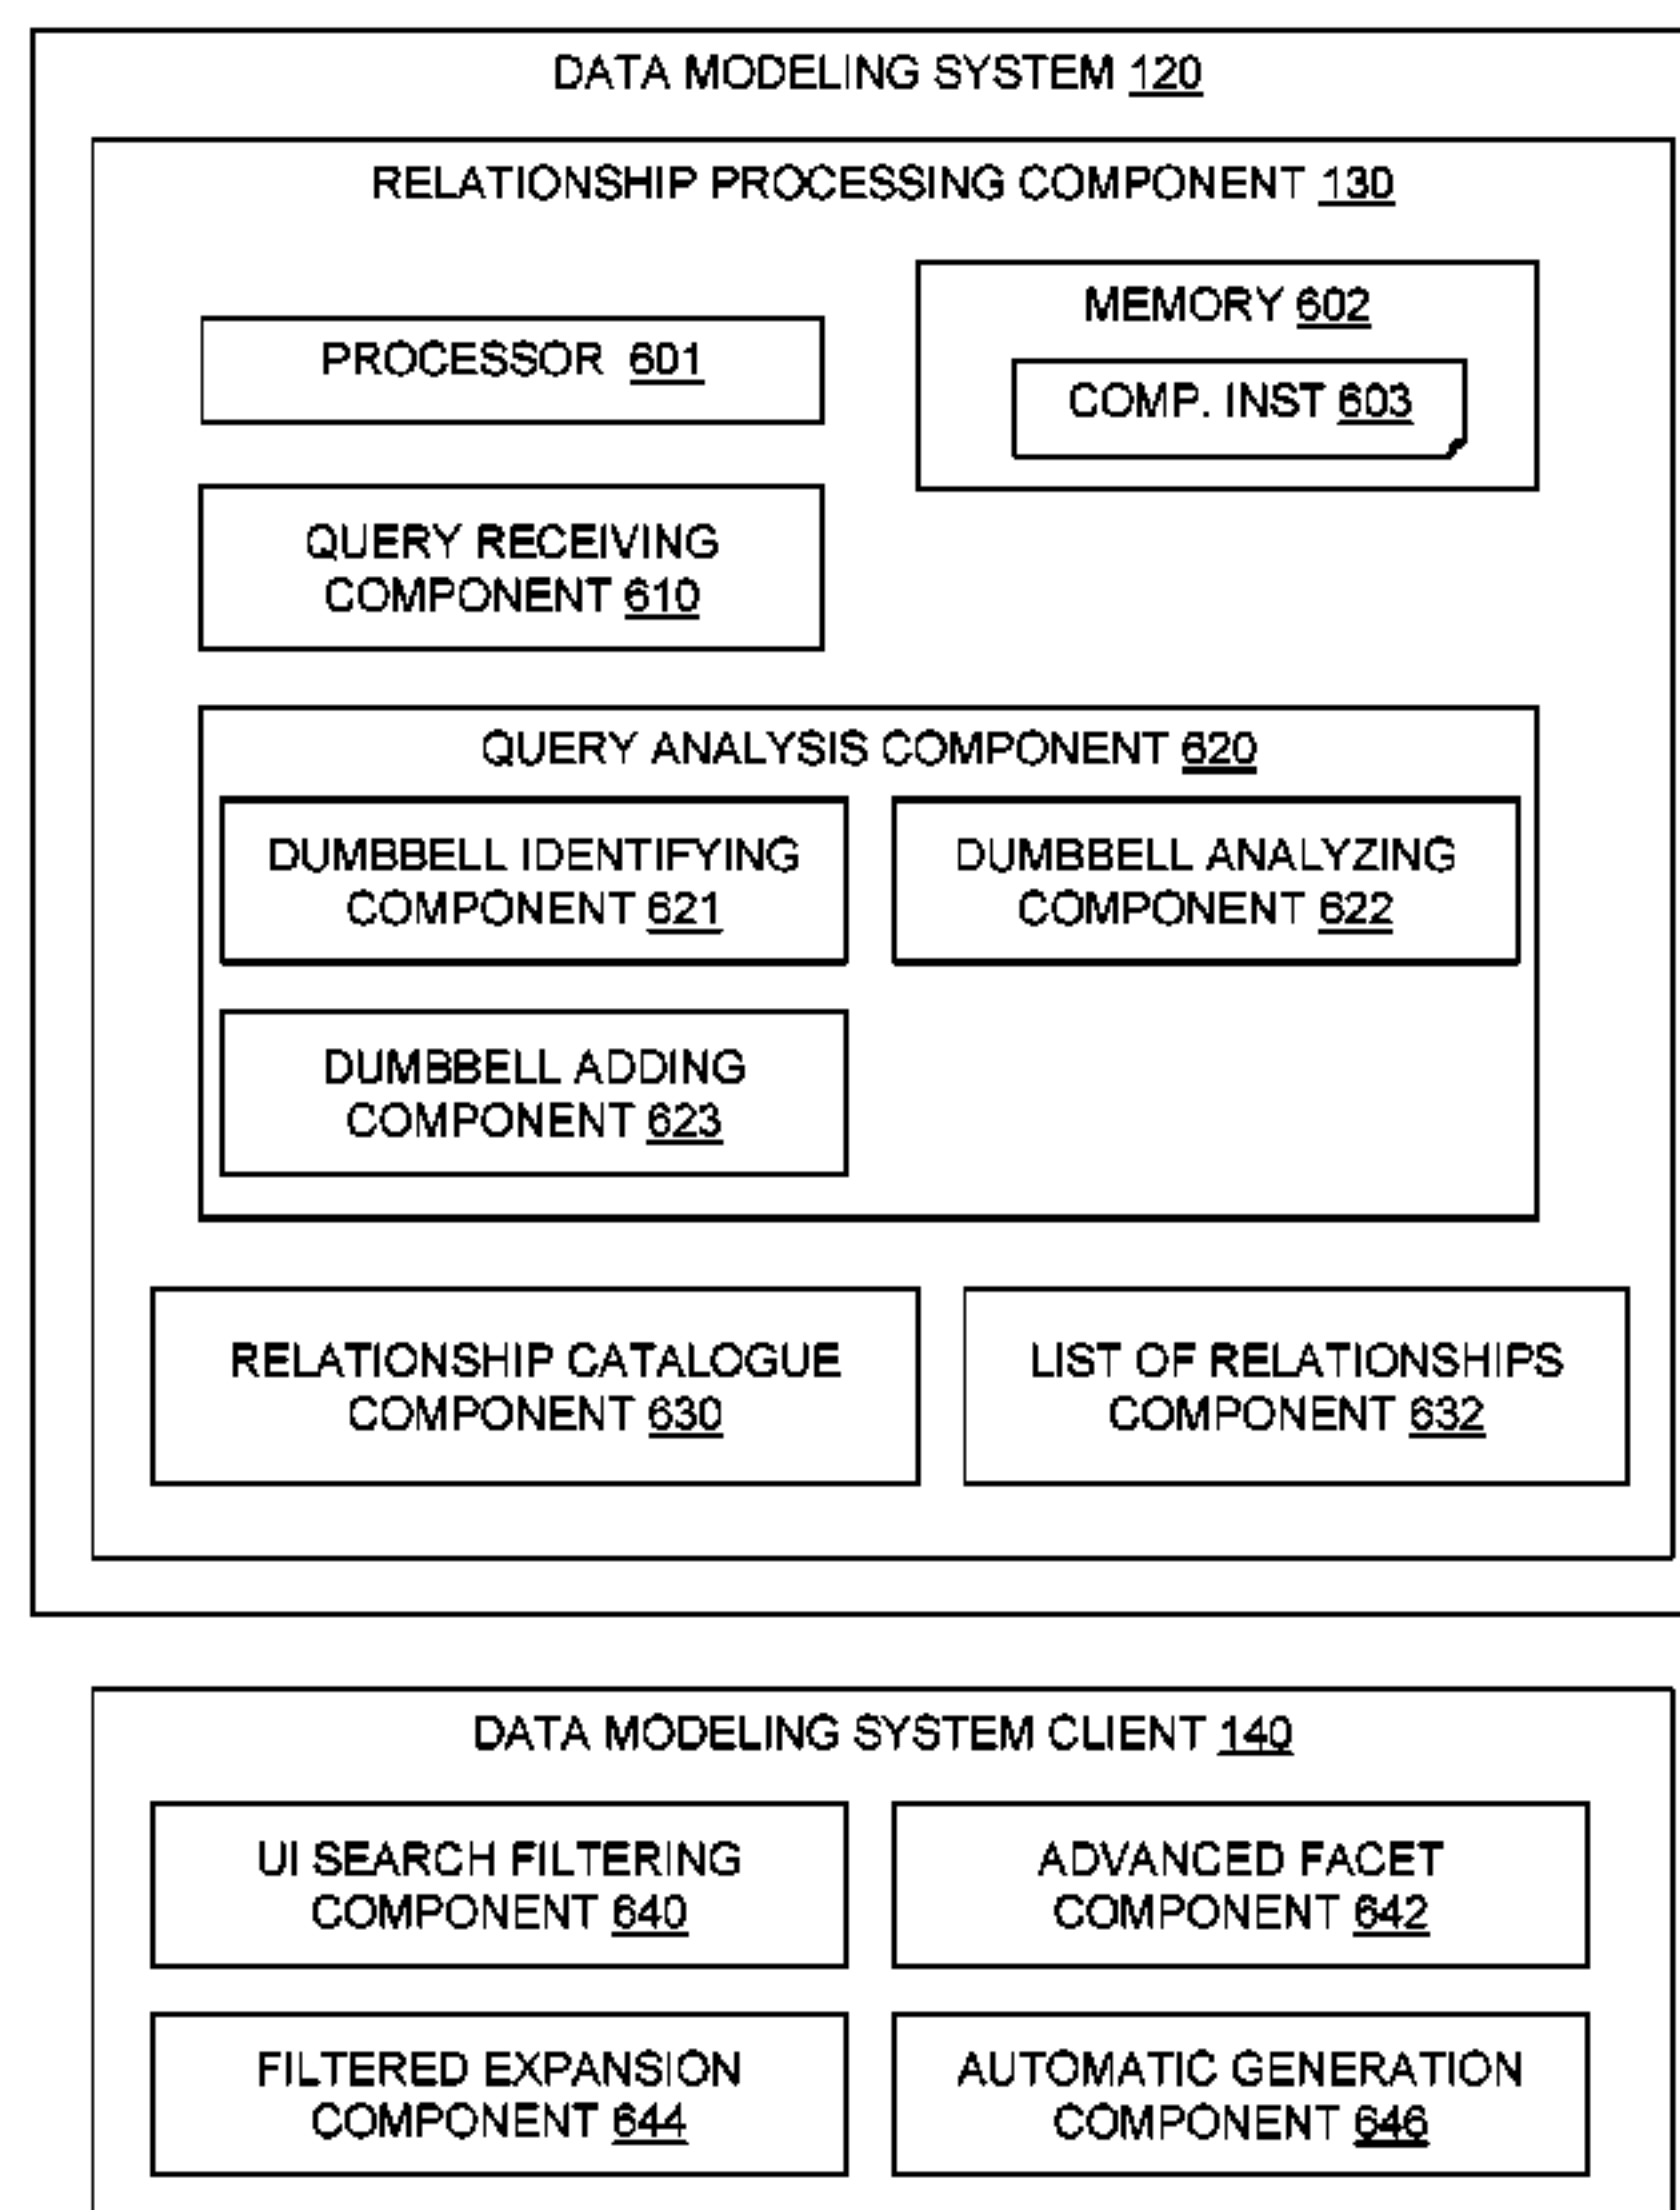 DATA MODELING SYSTEM 120
RELATIONSHIP PROCESSING COMPONENT 130
PROCESSOR 601
MEMORY 602
COMP. INST 603
QUERY RECEIVING
COMPONENT 610
QUERY ANALYSIS COMPONENT 620
DUMBBELL IDENTIFYING
COMPONENT 621
DUMBBELL ANALYZING
COMPONENT 622
DUMBBELL ADDING
COMPONENT 623
RELATIONSHIP CATALOGUE
COMPONENT 630
LIST OF RELATIONSHIPS
COMPONENT 632
DATA MODELING SYSTEM CLIENT 140
UI SEARCH FILTERING
COMPONENT 640
ADVANCED FACET
COMPONENT 642
FILTERED EXPANSION
COMPONENT 644
AUTOMATIC GENERATION
COMPONENT 646